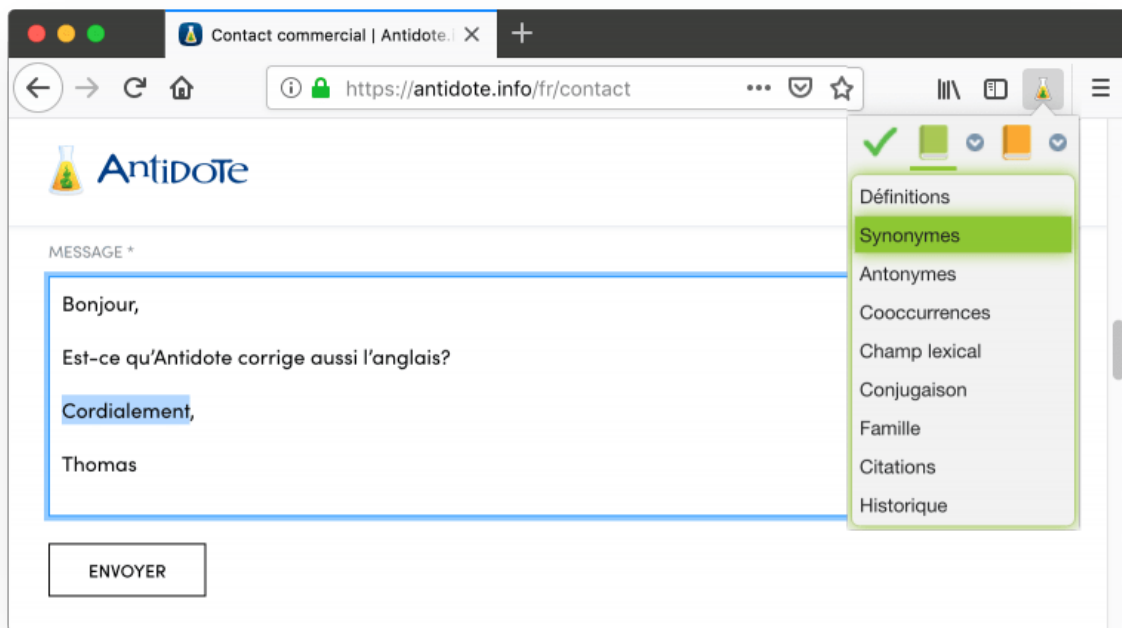 Contact commercial | Antidote.i
https://antidote.info/fr/contact
Antidote
MESSAGE *
Bonjour,
Est-ce qu’Antidote corrige aussi l’anglais?
Cordialement,
Thomas
ENVOYER
Définitions
Synonymes
Antonymes
Cooccurrences
Champ lexical
Conjugaison
Famille
Citations
Historique